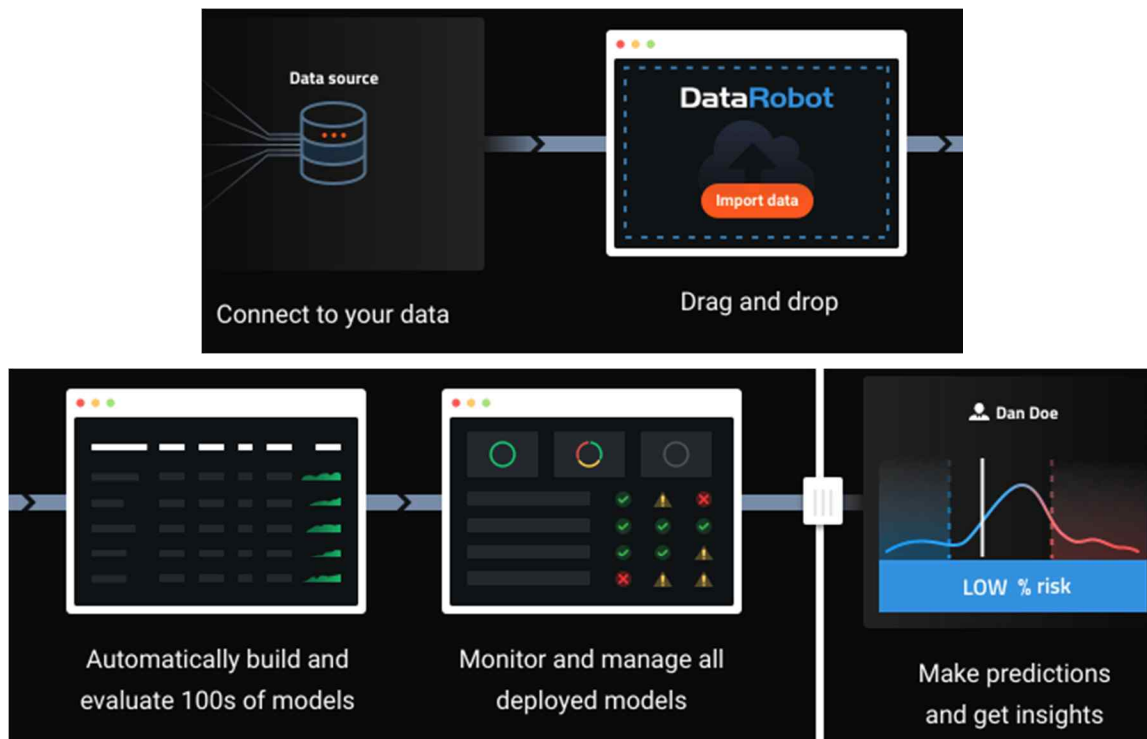 Data source
Connect to your data
DataRobot
Import data
Drag and drop
Automatically build and
evaluate 100s of models
Monitor and manage all
deployed models
Dan Doe
LOW % risk
Make predictions
and get insights